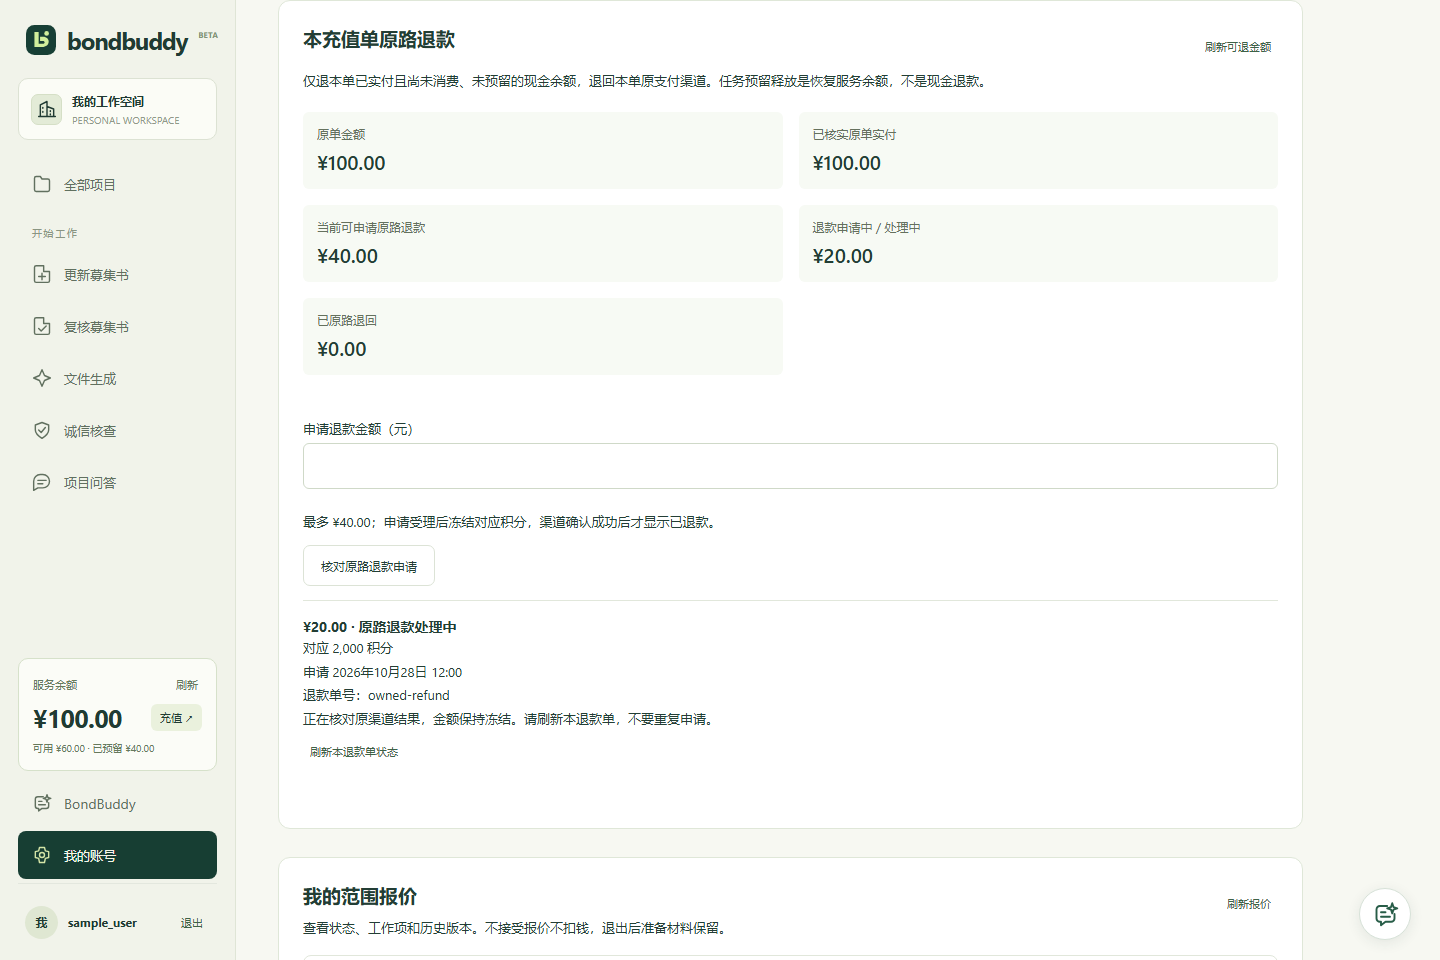 bondbuddy BETA
我的工作空间
PERSONAL WORKSPACE
全部项目
开始工作
更新募集书
复核募集书
文件生成
诚信核查
项目问答
服务余额 刷新
¥100.00 充值 ↗
可用 ¥60.00 · 已预留 ¥40.00
BondBuddy
我的账号
我 sample_user 退出
本充值单原路退款
刷新可退金额
仅退本单已实付且尚未消费、未预留的现金余额，退回本单原支付渠道。任务预留释放是恢复服务余额，不是现金退款。
原单金额
¥100.00
已核实原单实付
¥100.00
当前可申请原路退款
¥40.00
退款申请中 / 处理中
¥20.00
已原路退回
¥0.00
申请退款金额（元）
最多 ¥40.00；申请受理后冻结对应积分，渠道确认成功后才显示已退款。
核对原路退款申请
¥20.00 · 原路退款处理中
对应 2,000 积分
申请 2026年10月28日 12:00
退款单号：owned-refund
正在核对原渠道结果，金额保持冻结。请刷新本退款单，不要重复申请。
刷新本退款单状态
我的范围报价
刷新报价
查看状态、工作项和历史版本。不接受报价不扣钱，退出后准备材料保留。